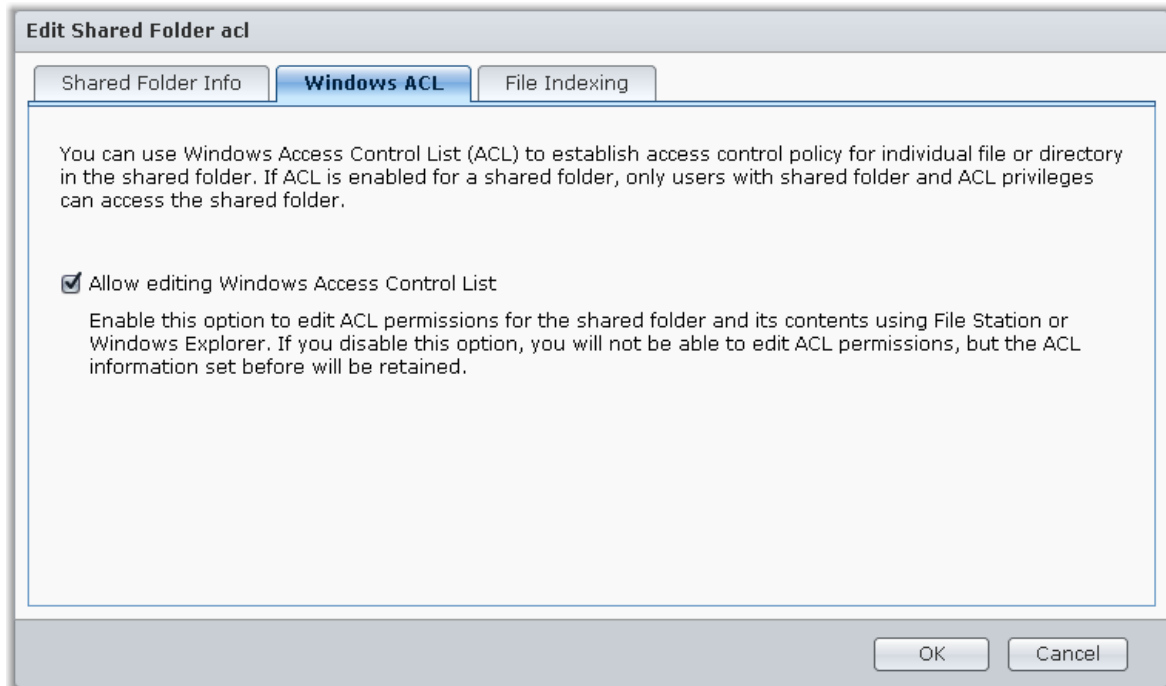 Edit Shared Folder acl
Shared Folder Info
Windows ACL
File Indexing
You can use Windows Access Control List (ACL) to establish access control policy for individual file or directory
in the shared folder. If ACL is enabled for a shared folder, only users with shared folder and ACL privileges
can access the shared folder.
Allow editing Windows Access Control List
Enable this option to edit ACL permissions for the shared folder and its contents using File Station or
Windows Explorer. If you disable this option, you will not be able to edit ACL permissions, but the ACL
information set before will be retained.
OK
Cancel